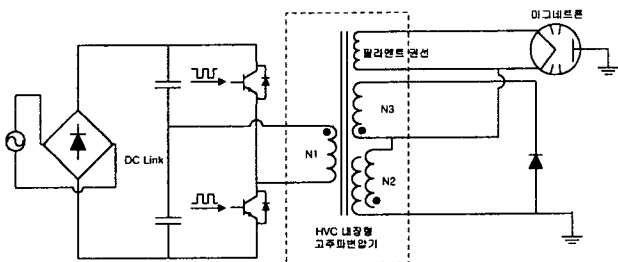 마그네트론
필라멘트 권선
N3
N1
DC Link
N2
HVC 내장형
고주파변압기